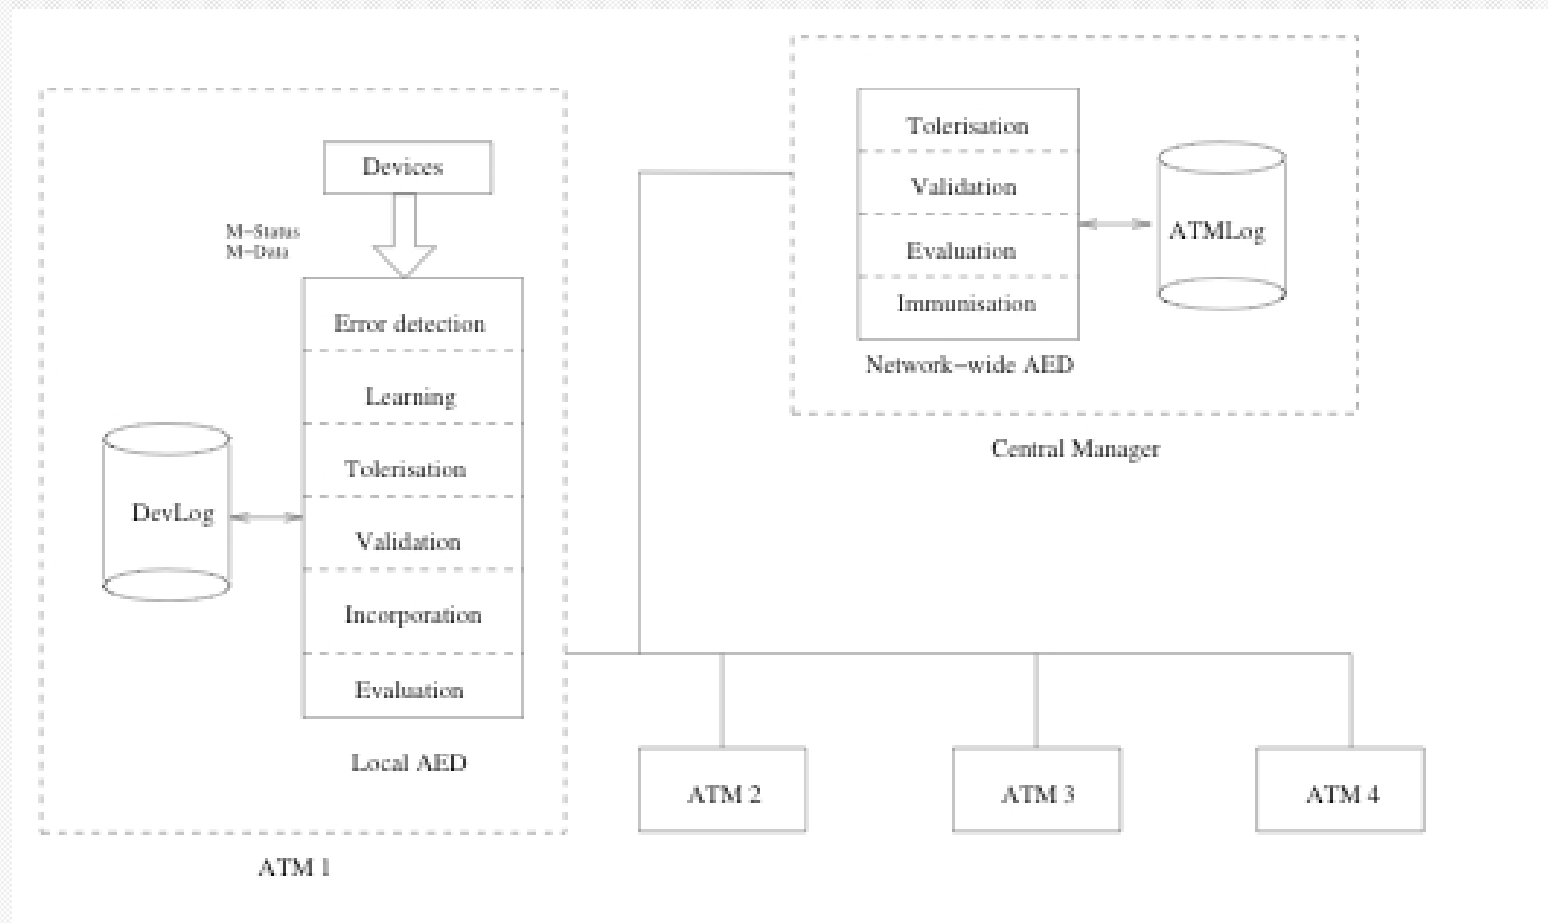 Devices
M-Status
M-Data
Error detection
Learning
Tolerisation
Validation
Incorporation
Evaluation
DevLog
Local AED
ATM 1
Tolerisation
Validation
Evaluation
Immunisation
ATMLog
Network-wide AED
Central Manager
ATM 2
ATM 3
ATM 4